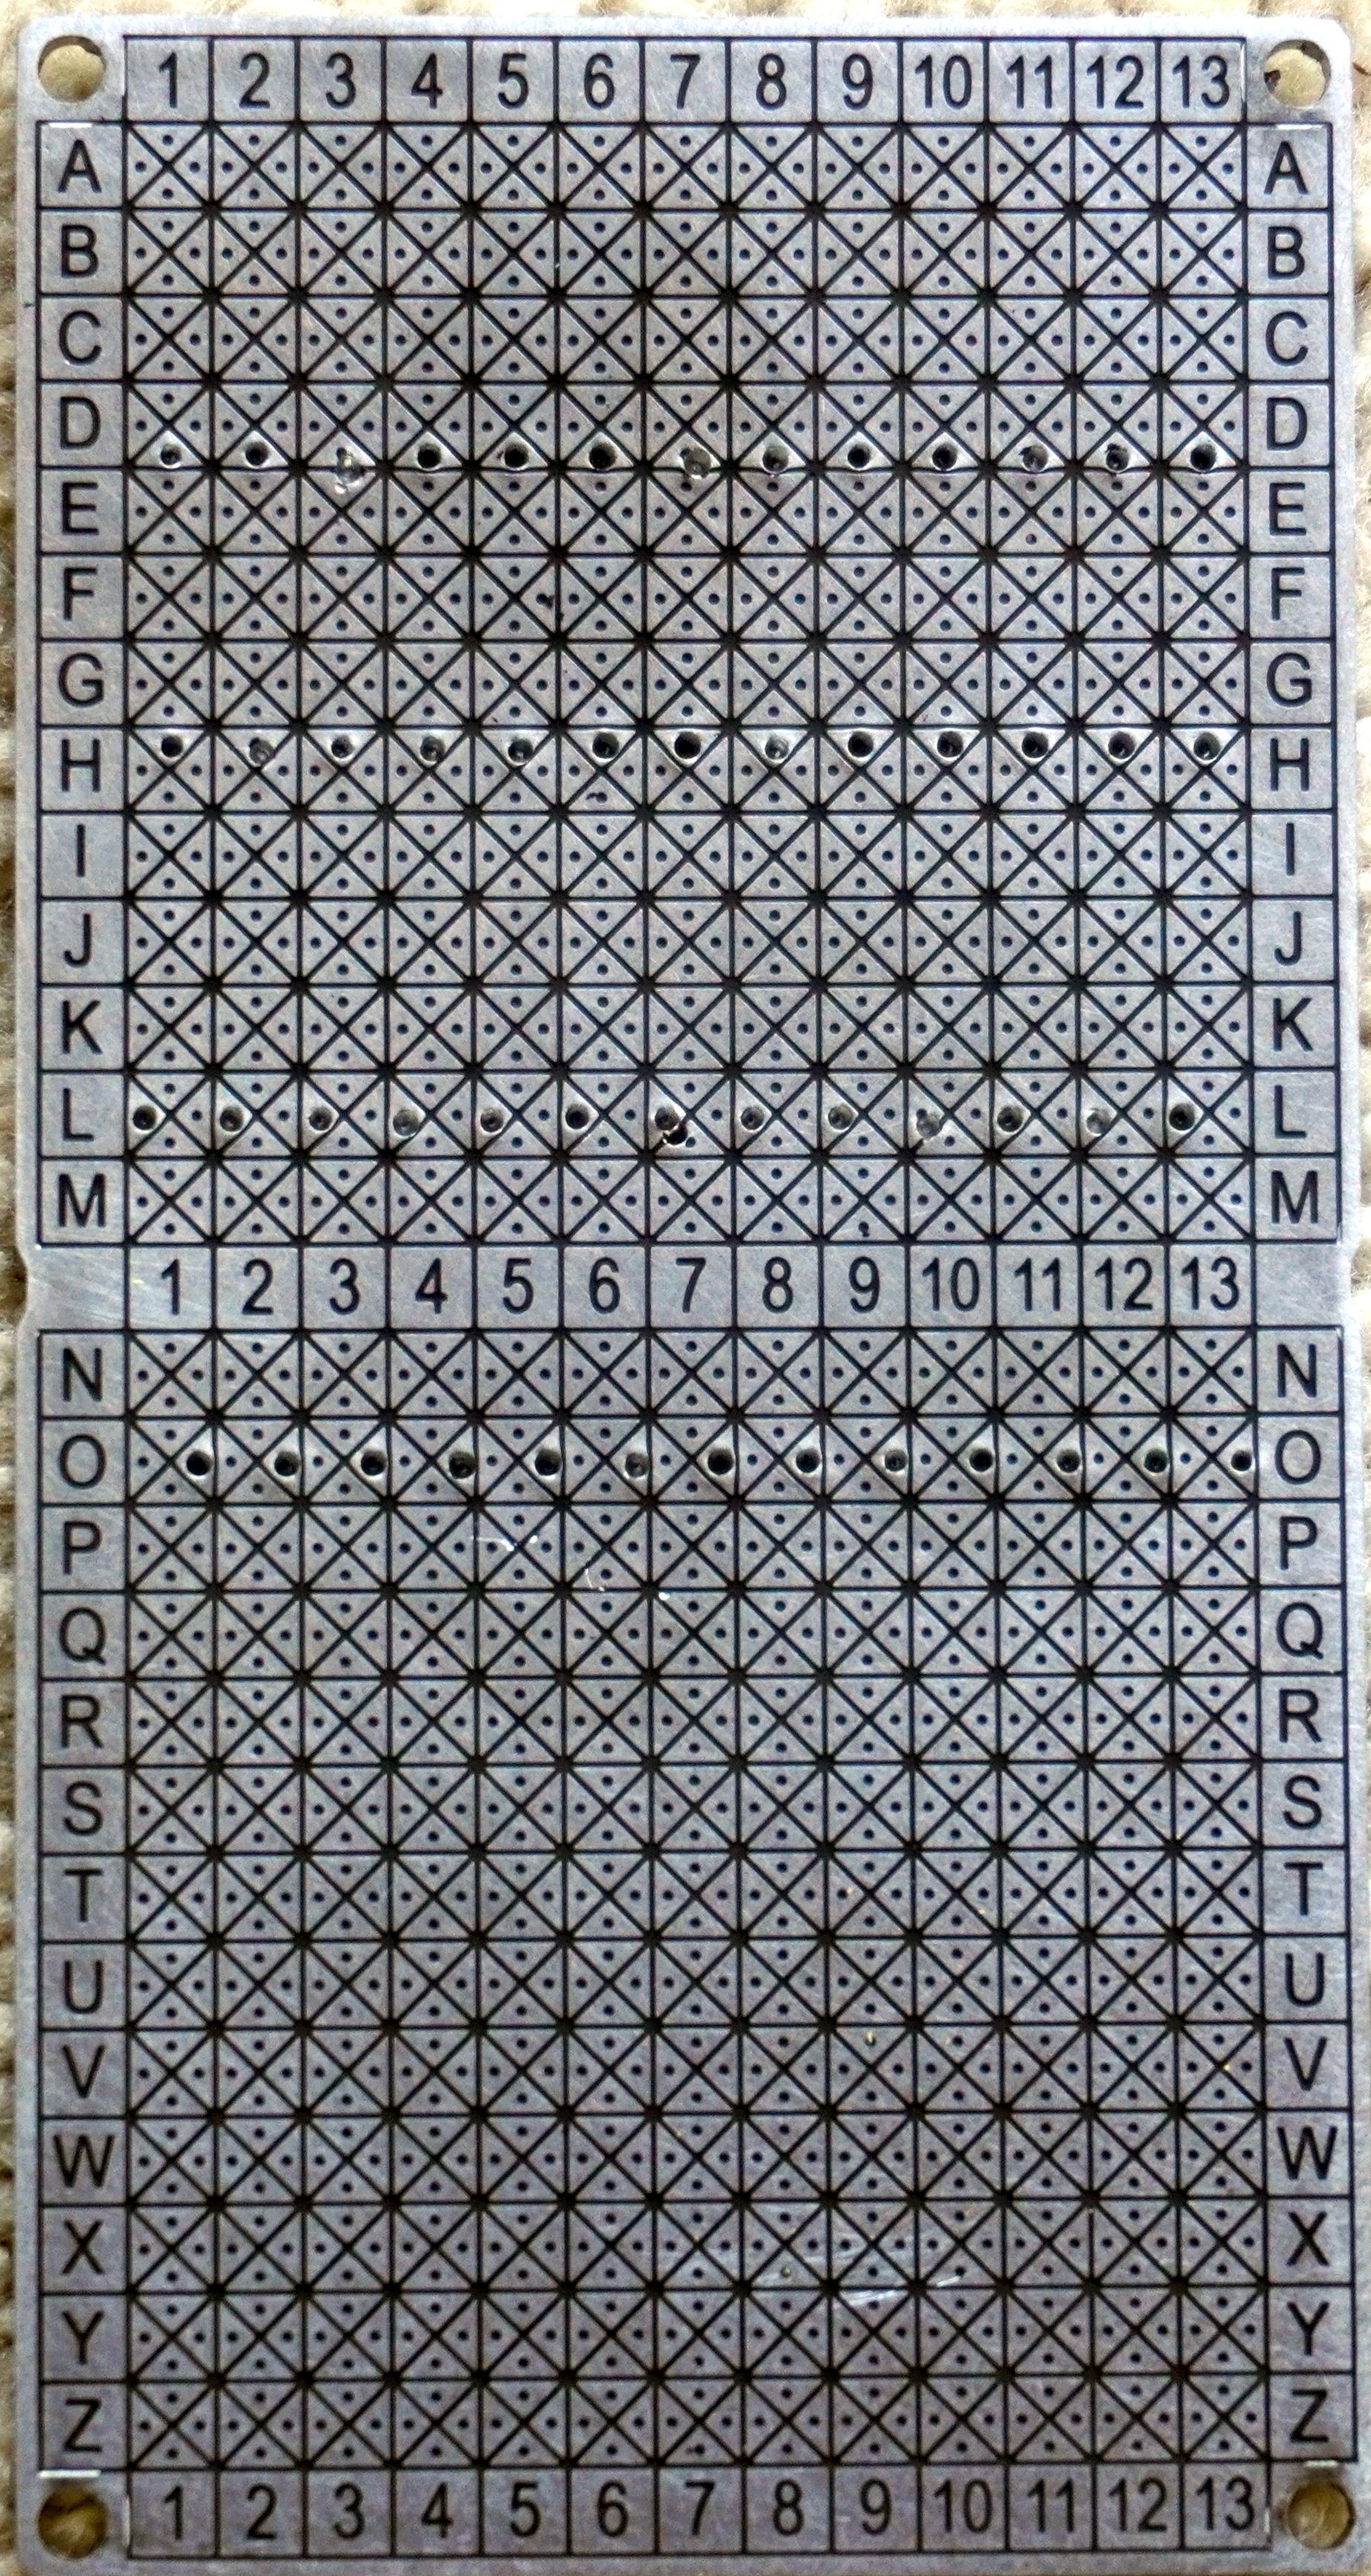 1 2 3 4 5 6 7 8 9 10 11 12 13
A A
B B
C C
D D
E E
F F
G G
H H
I I
J J
K K
L L
M M
1 2 3 4 5 6 7 8 9 10 11 12 13
N N
O O
P P
Q Q
R R
S S
T T
U U
V V
W W
X X
Y Y
Z Z
1 2 3 4 5 6 7 8 9 10 11 12 13